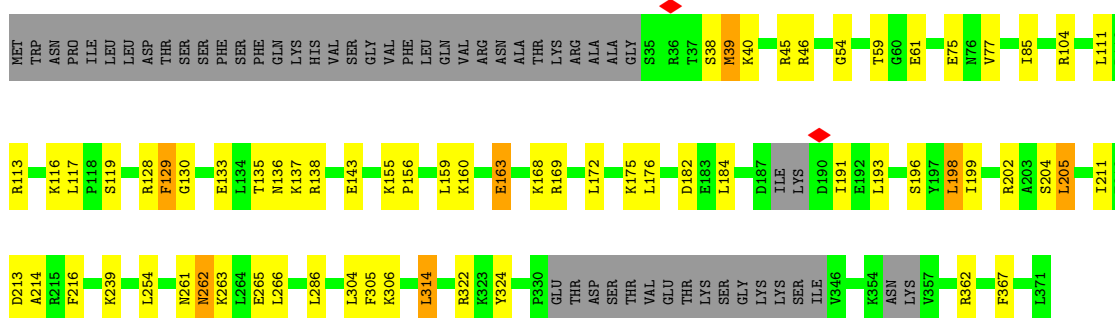 MET TRP ASN PRO ILE LEU LEU ASP THR SER SER PHE SER PHE GLN LYS HIS VAL SER GLY VAL PHE LEU GLN VAL ARG ASN ALA THR LYS ARG ALA ALA GLY S35 R36 T37 S38 M39 K40 R45 R46 G54 T59 G60 E61 E75 N76 V77 I85 R104 L111
R113 K116 L117 P118 S119 R128 F129 G130 E133 L134 T135 N136 K137 R138 E143 K155 P156 L159 K160 E163 K168 R169 L172 K175 L176 D182 E183 L184 D187 ILE LYS D190 I191 E192 L193 S196 Y197 L198 I199 R202 A203 S204 L205 I211
D213 A214 R215 F216 K239 L254 N261 N262 K263 L264 E265 L266 L286 L304 F305 K306 L314 R322 K323 Y324 P330 GLU THR ASP SER THR VAL GLU THR LYS SER GLY LYS LYS SER ILE V346 K354 ASN LYS V357 R362 F367 L371